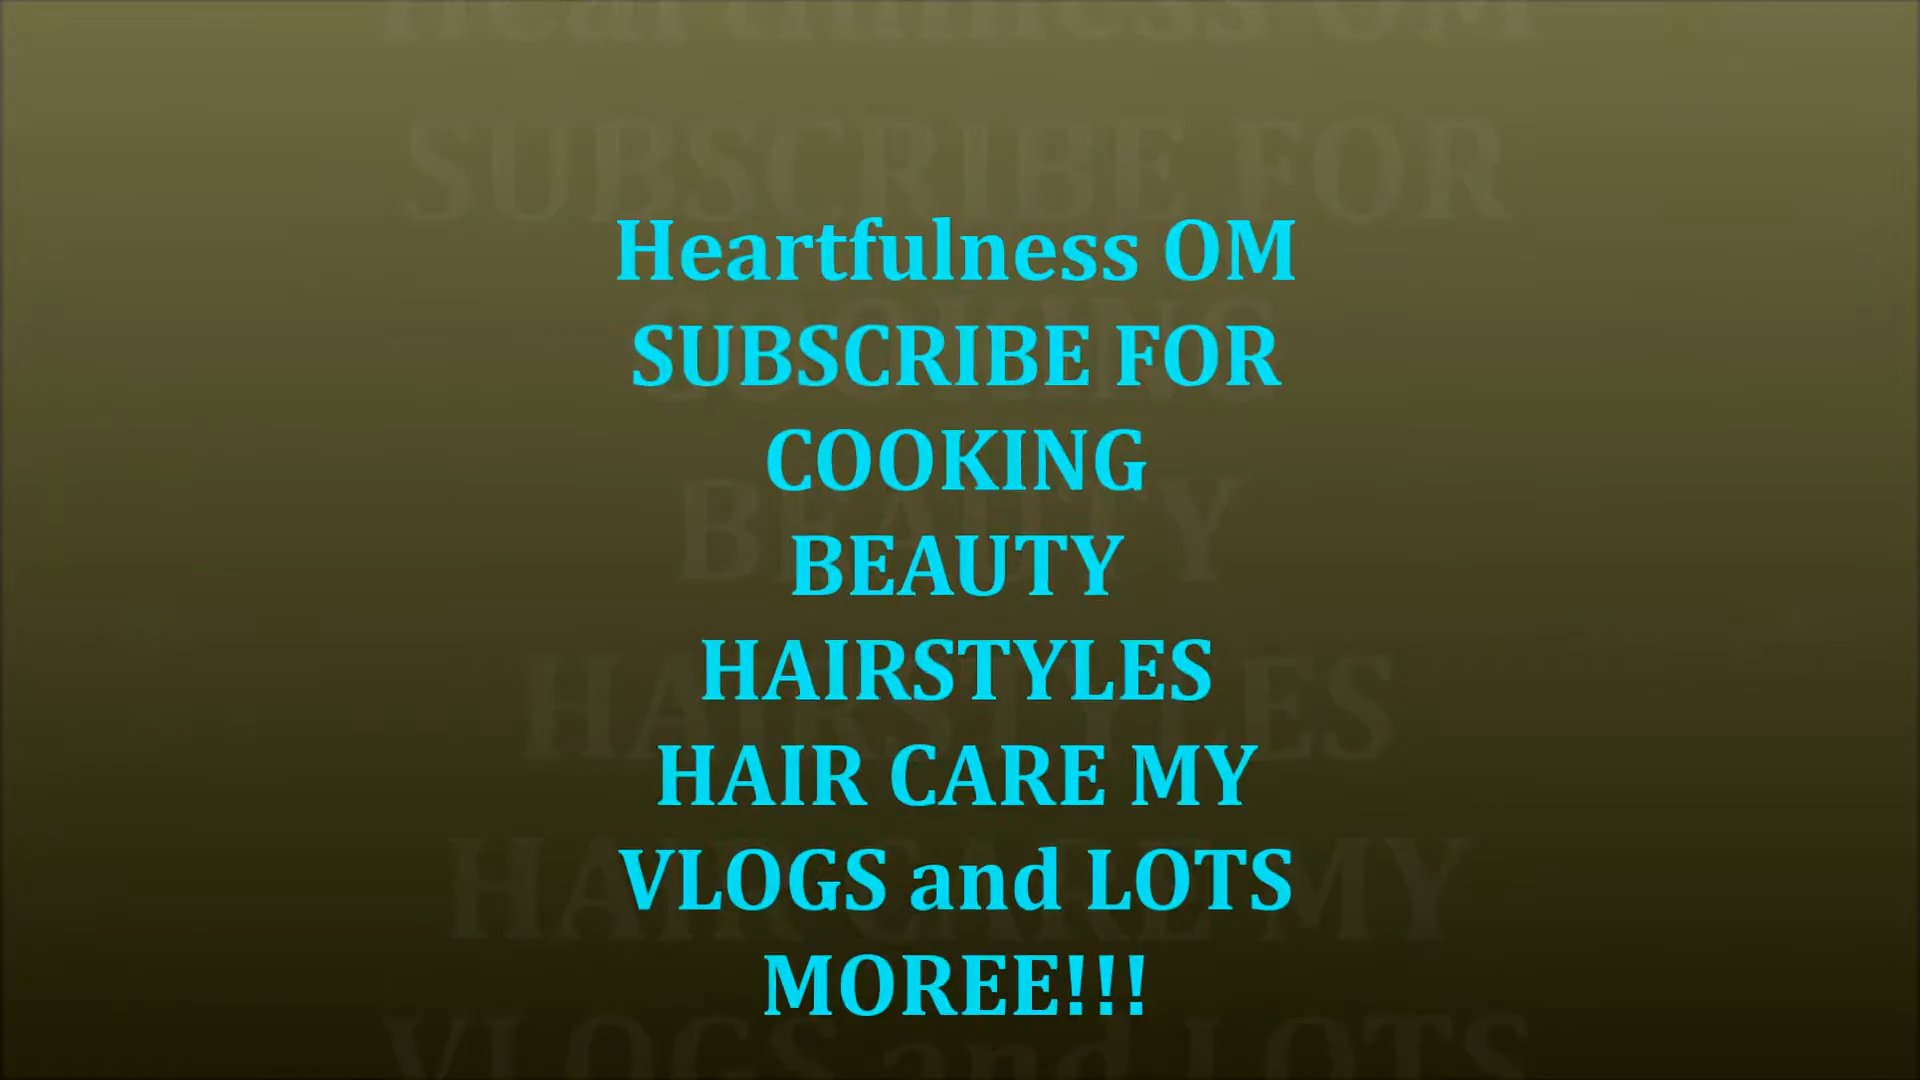 Heartfulness OM
SUBSCRIBE FOR
COOKING
BEAUTY
HAIRSTYLES
HAIR CARE MY
VLOGS and LOTS
MOREE!!!